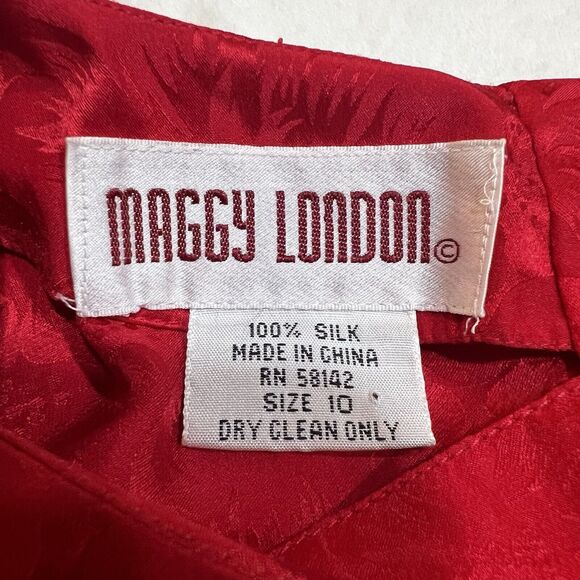 MAGGY LONDON©
100% SILK
MADE IN CHINA
RN 58142
SIZE 10
DRY CLEAN ONLY